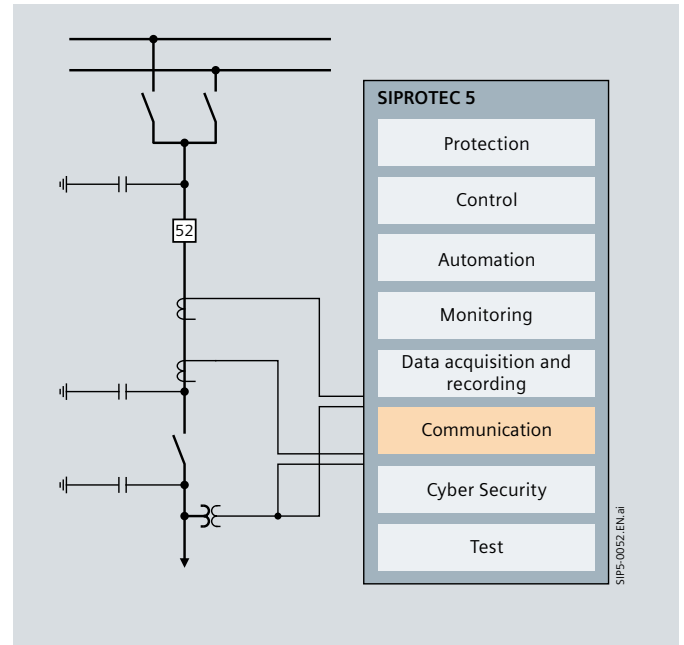 SIPROTEC 5
Protection
Control
Automation
52
Monitoring
Data acquisition and
recording
Communication
Cyber Security
Test
SIP5-0052.EN.ai